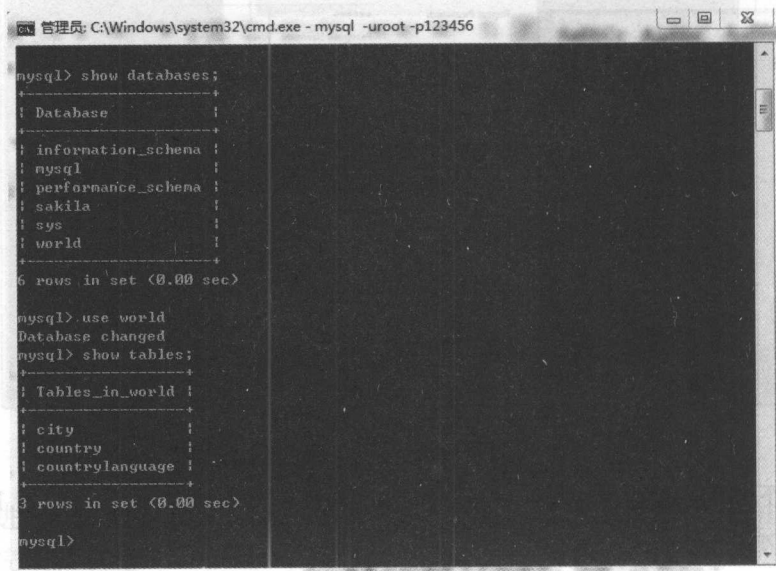 管理员: C:\Windows\system32\cmd.exe - mysql -uroot -p123456
mysql> show databases;
+--------------------+
| Database           |
+--------------------+
| information_schema |
| mysql              |
| performance_schema |
| sakila             |
| sys                |
| world              |
+--------------------+
6 rows in set (0.00 sec)
mysql> use world
Database changed
mysql> show tables;
+-----------------+
| Tables_in_world |
+-----------------+
| city            |
| country         |
| countrylanguage |
+-----------------+
3 rows in set (0.00 sec)
mysql>